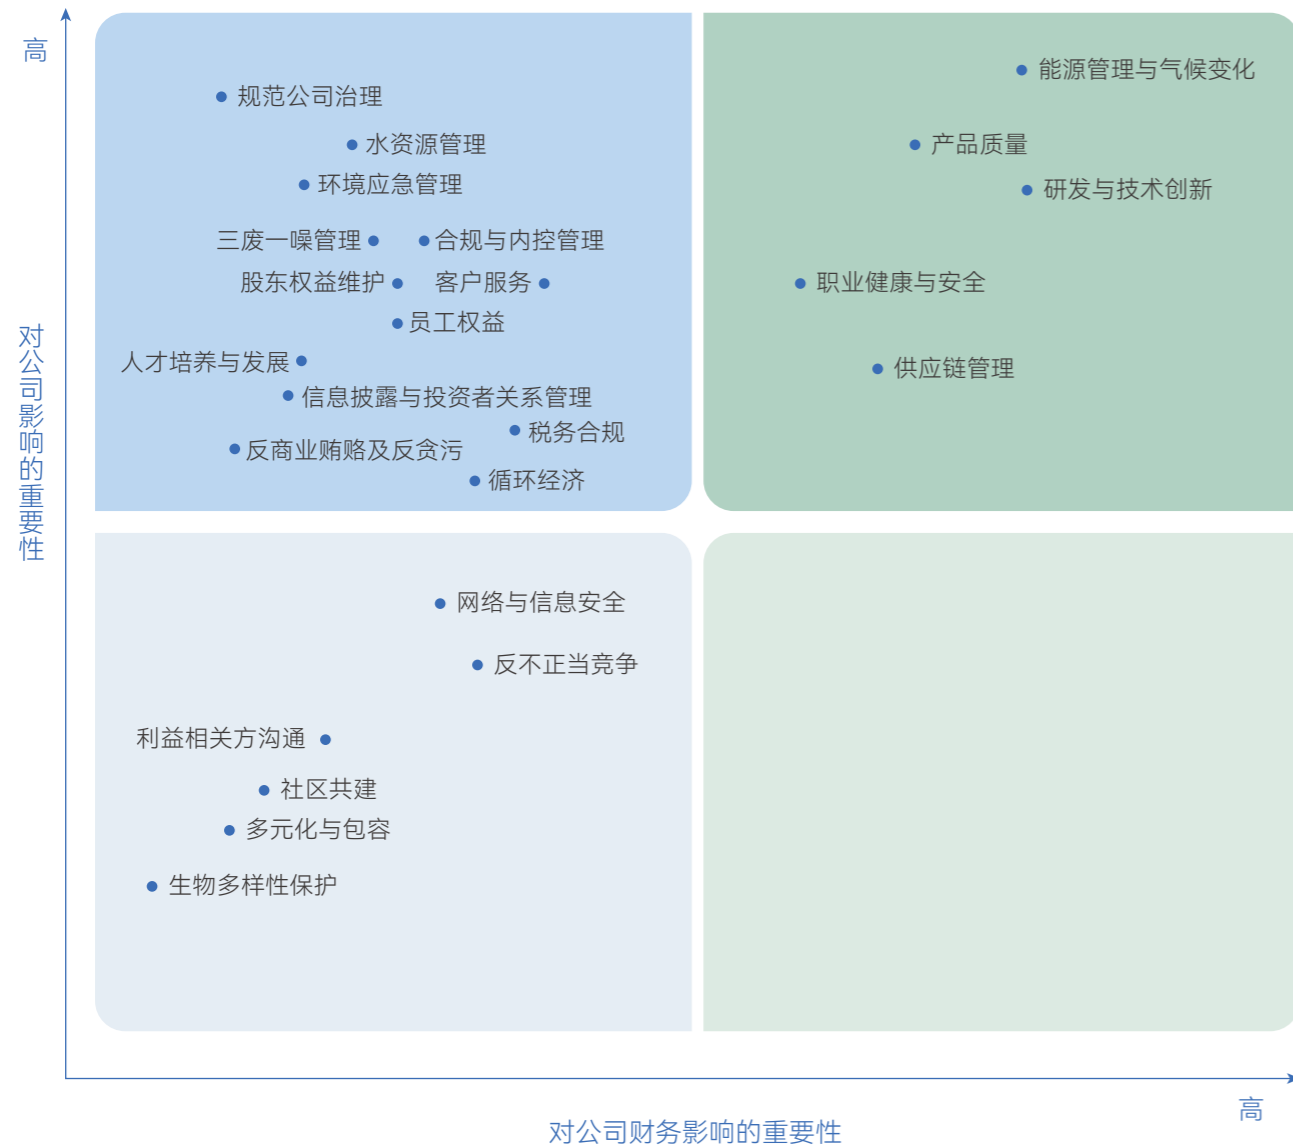 高
能源管理与气候变化
规范公司治理
水资源管理
产品质量
环境应急管理
研发与技术创新
三废一噪管理
合规与内控管理
股东权益维护
客户服务
职业健康与安全
员工权益
人才培养与发展
供应链管理
信息披露与投资者关系管理
税务合规
反商业贿赂及反贪污
循环经济
对公司影响的重要性
网络与信息安全
反不正当竞争
利益相关方沟通
社区共建
多元化与包容
生物多样性保护
高
对公司财务影响的重要性